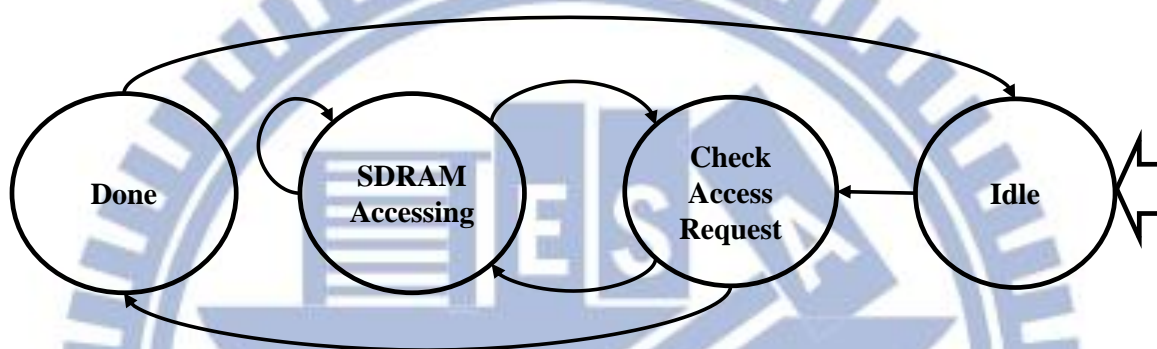 Done
SDRAM
Accessing
Check
Access
Request
Idle
E S A